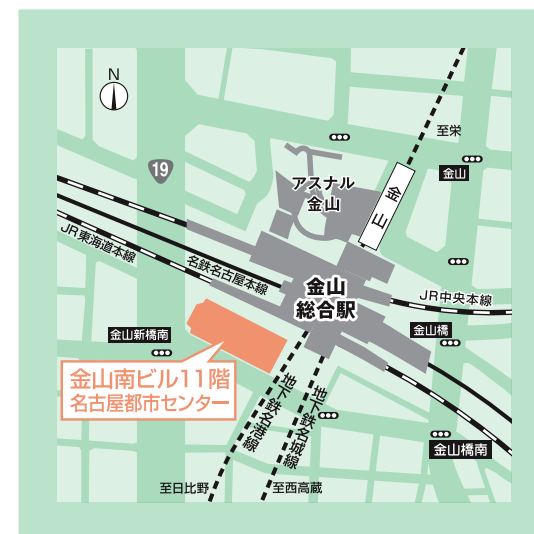 N
至栄
19
金山
アスナル
金山
金山
JR東海道本線
名鉄名古屋本線
金山
総合駅
JR中央本線
金山新橋南
金山橋
金山南ビル11階
名古屋都市センター
地下鉄名港線
地下鉄名城線
金山橋南
至日比野
至西高蔵